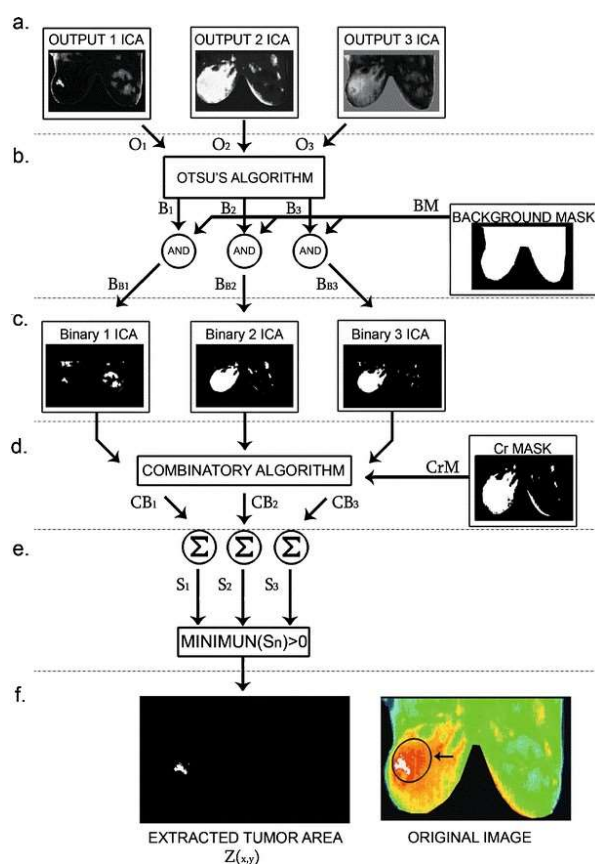 a.
OUTPUT 1 ICA
OUTPUT 2 ICA
OUTPUT 3 ICA
O1
O2
O3
b.
OTSU'S ALGORITHM
B1
B2
B3
BM
BACKGROUND MASK
AND
AND
AND
BB1
BB2
BB3
c.
Binary 1 ICA
Binary 2 ICA
Binary 3 ICA
d.
COMBINATORY ALGORITHM
CrM
Cr MASK
CB1
CB2
CB3
e.
Σ
Σ
Σ
S1
S2
S3
MINIMUN(Sn)>0
f.
EXTRACTED TUMOR AREA
Z(x,y)
ORIGINAL IMAGE